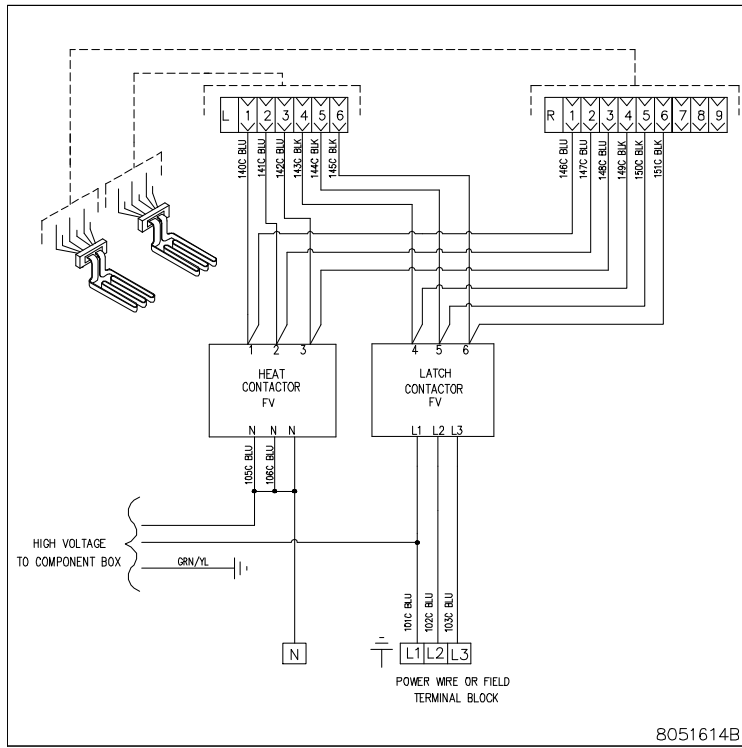 L 1 2 3 4 5 6
R 1 2 3 4 5 6 7 8 9
140C BLU
141C BLU
142C BLU
143C BLK
144C BLK
145C BLK
146C BLU
147C BLU
148C BLU
149C BLK
150C BLK
151C BLK
1 2 3
HEAT
CONTACTOR
FV
N N N
4 5 6
LATCH
CONTACTOR
FV
L1 L2 L3
105C BLU
106C BLU
HIGH VOLTAGE
TO COMPONENT BOX
GRN/YL
101C BLU
102C BLU
103C BLU
N
L1 L2 L3
POWER WIRE OR FIELD
TERMINAL BLOCK
8051614B